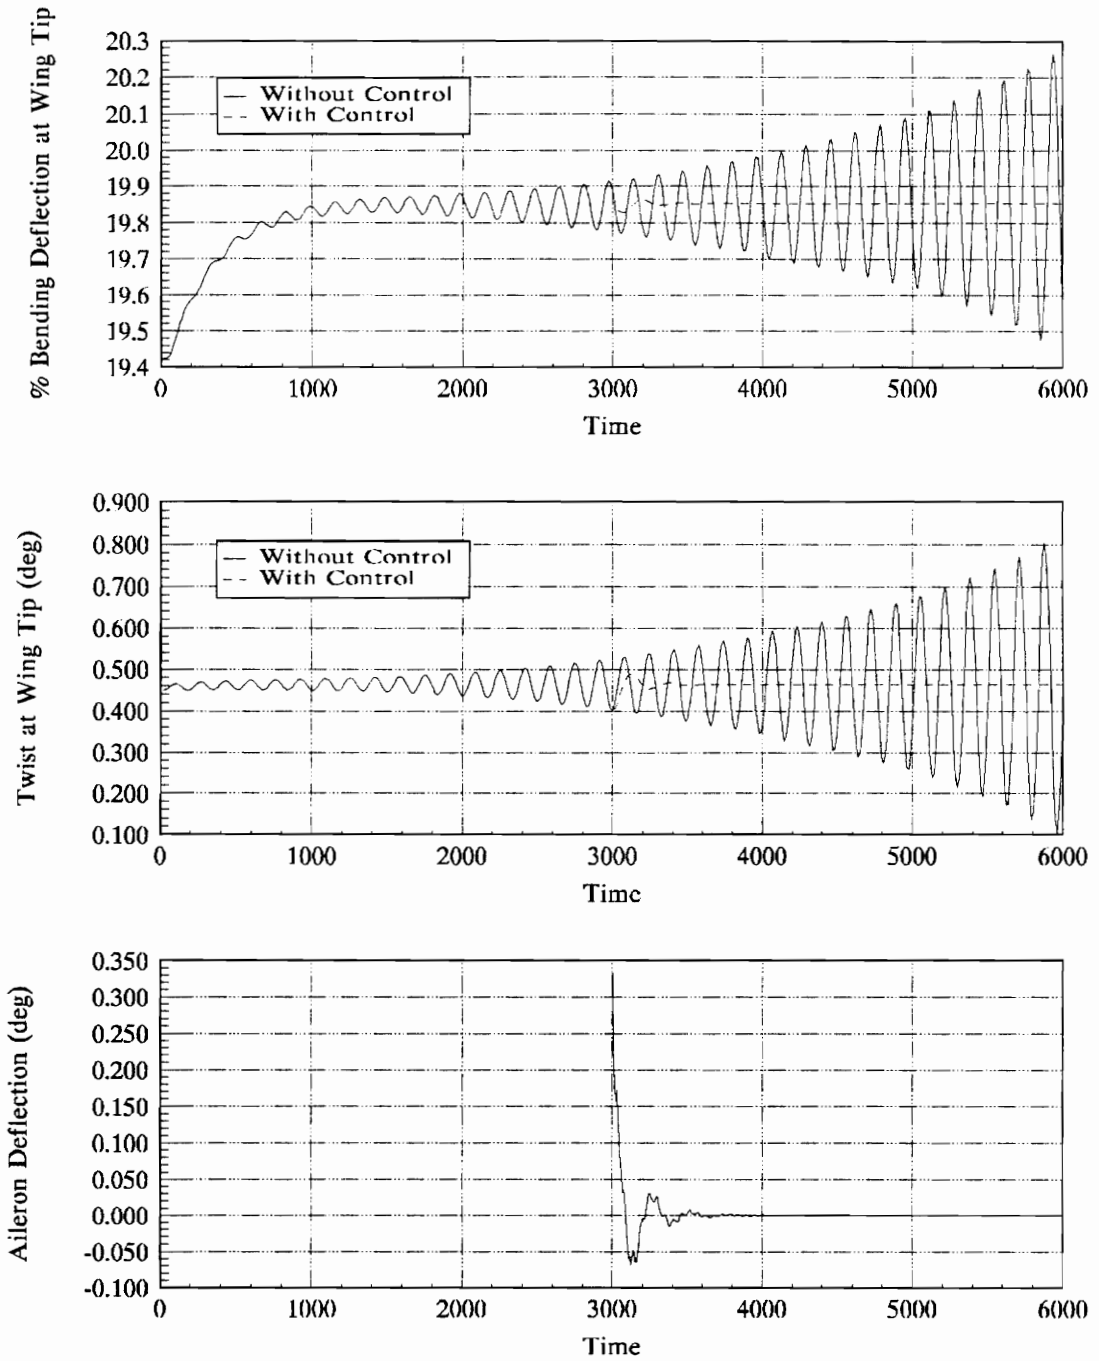 % Bending Deflection at Wing Tip
20.3
20.2
20.1
20.0
19.9
19.8
19.7
19.6
19.5
19.4
Without Control
With Control
0 1000 2000 3000 4000 5000 6000
Time
Twist at Wing Tip (deg)
0.900
0.800
0.700
0.600
0.500
0.400
0.300
0.200
0.100
Without Control
With Control
0 1000 2000 3000 4000 5000 6000
Time
Aileron Deflection (deg)
0.350
0.300
0.250
0.200
0.150
0.100
0.050
0.000
-0.050
-0.100
0 1000 2000 3000 4000 5000 6000
Time